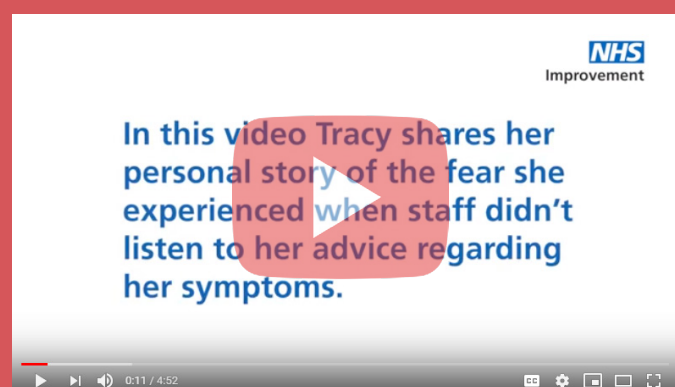 NHS
Improvement
In this video Tracy shares her
personal story of the fear she
experienced when staff didn't
listen to her advice regarding
her symptoms.
0:11 / 4:52
CC